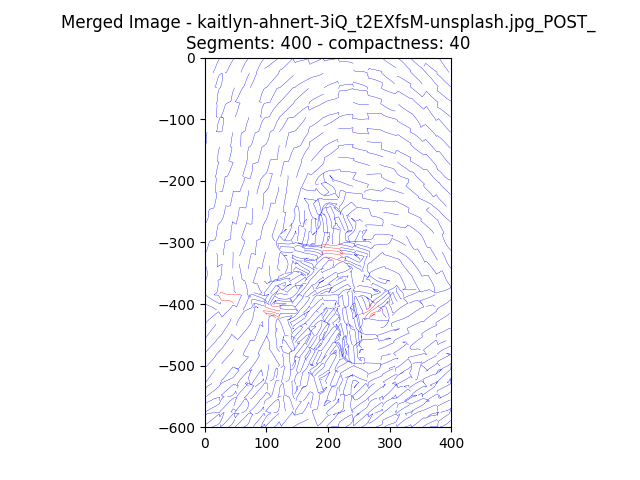 Merged Image - kaitlyn-ahnert-3iQ_t2EXfsM-unsplash.jpg_POST_
Segments: 400 - compactness: 40
0
−100
−200
−300
−400
−500
−600
0 100 200 300 400